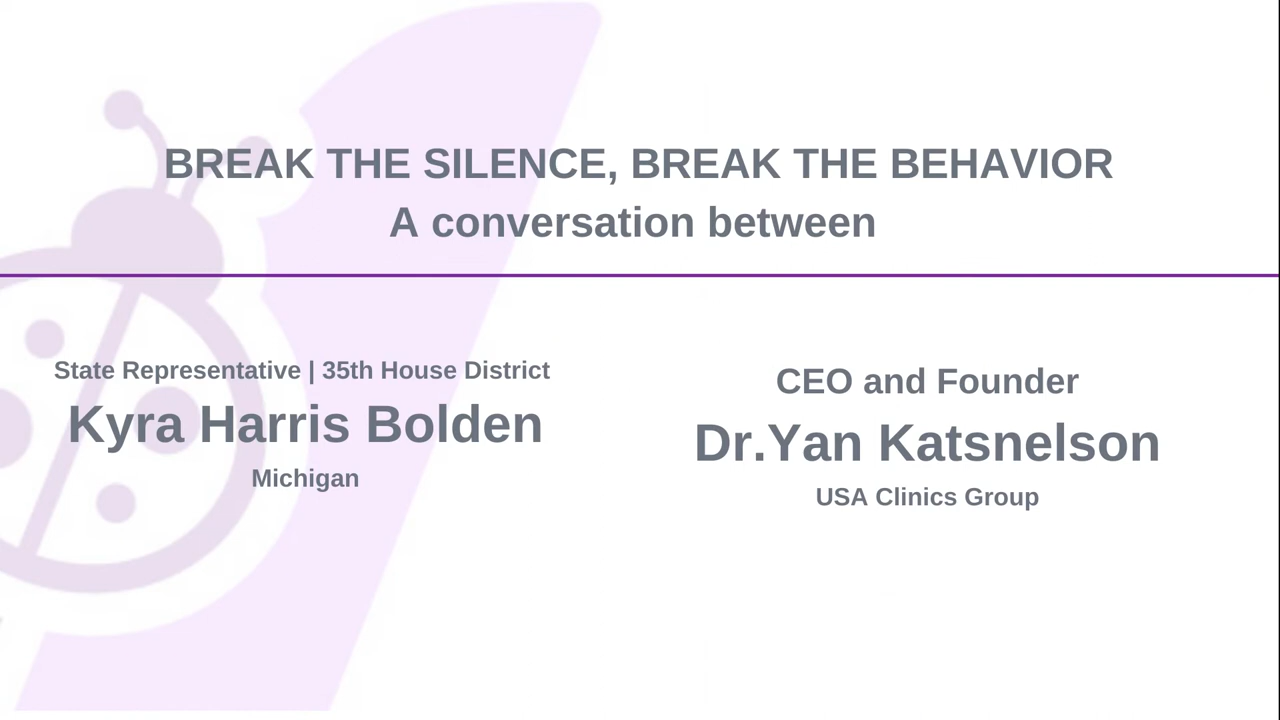 BREAK THE SILENCE, BREAK THE BEHAVIOR
A conversation between
State Representative | 35th House District
Kyra Harris Bolden
Michigan
CEO and Founder
Dr.Yan Katsnelson
USA Clinics Group